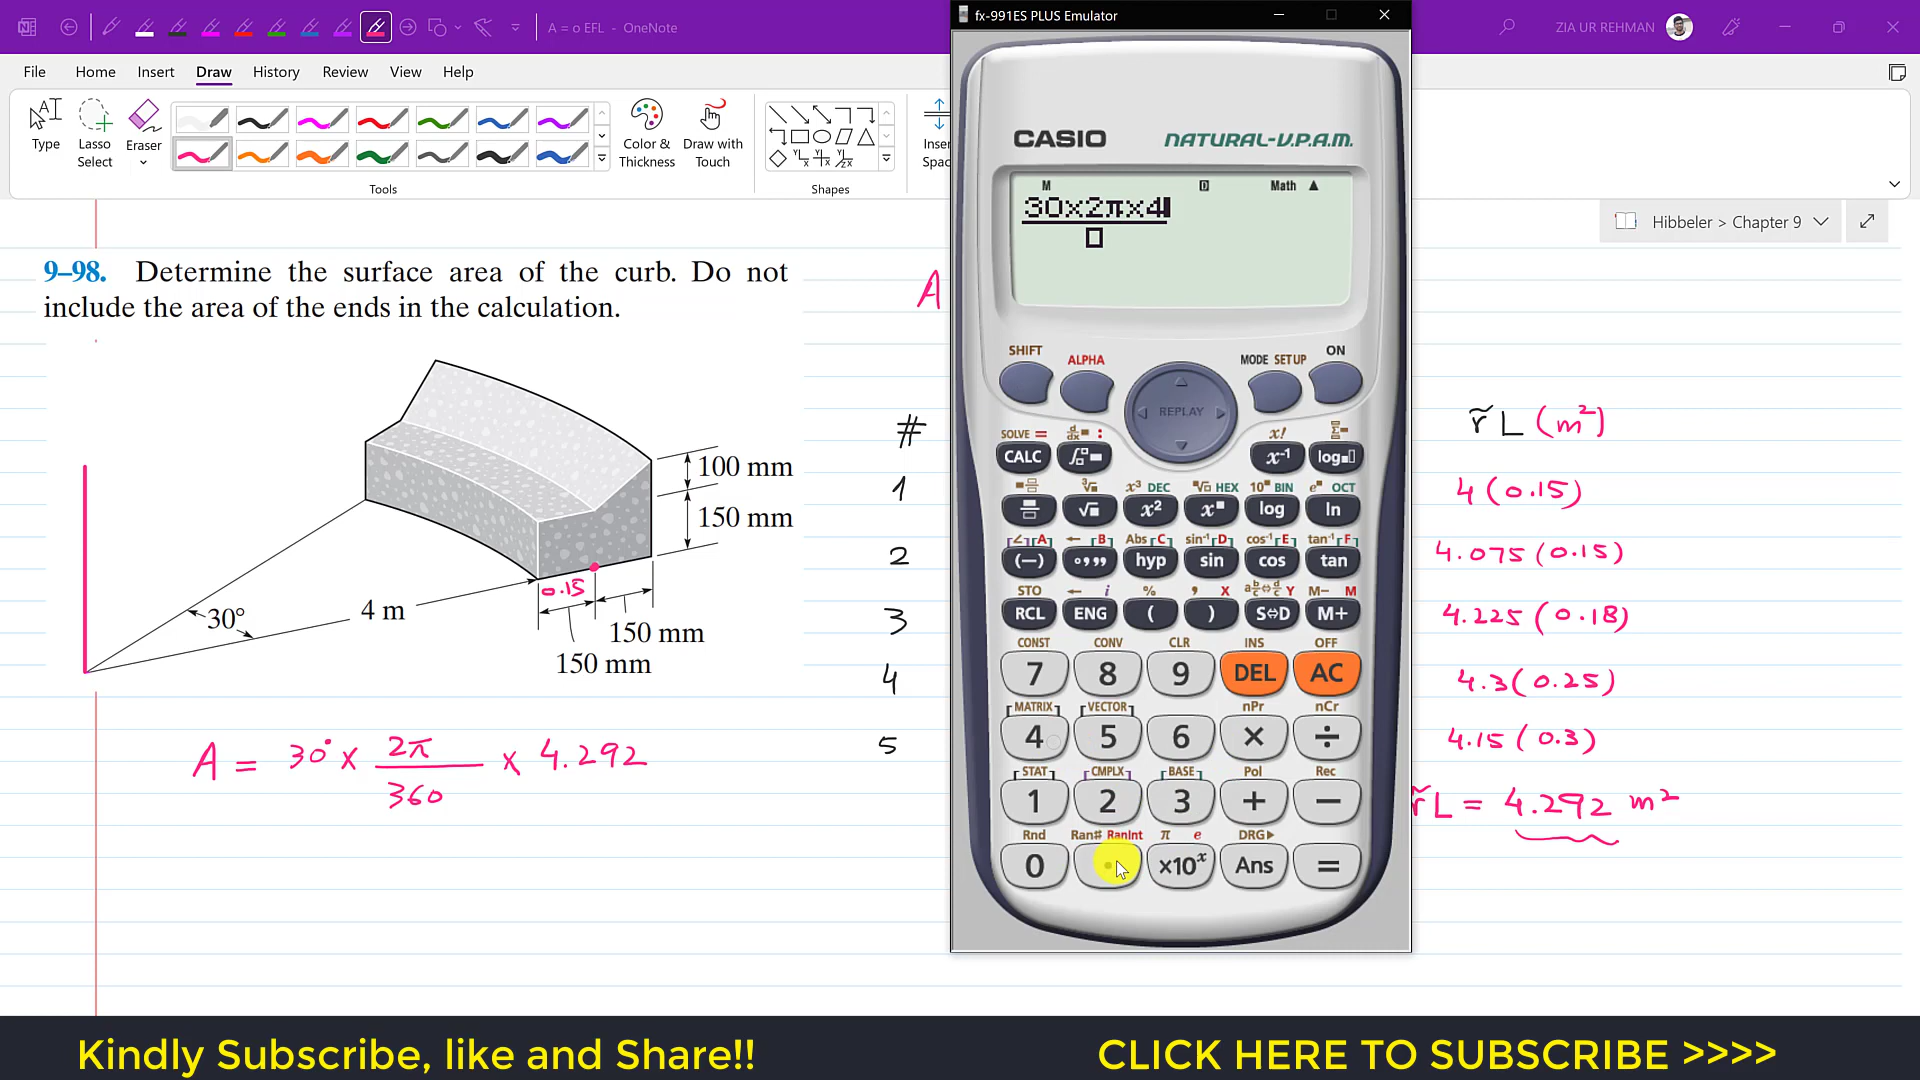 A = o EFL - OneNote
ZIA UR REHMAN
fx-991ES PLUS Emulator
File Home Insert Draw History Review View Help
Type
Lasso Select
Eraser
Color & Thickness
Draw with Touch
Tools
Shapes
Hibbeler > Chapter 9
9–98. Determine the surface area of the curb. Do not
include the area of the ends in the calculation.
100 mm
150 mm
0.15
30°
4 m
150 mm
150 mm
A = 30° × 2π/360 × 4.292
A
#
1
2
3
4
5
r̃ L (m²)
4 (0.15)
4.075 (0.15)
4.225 (0.18)
4.3 (0.25)
4.15 (0.3)
r̃L = 4.292 m²
CASIO NATURAL-V.P.A.M.
M D Math ▲
30×2π×4
SHIFT ALPHA MODE SETUP ON
REPLAY
SOLVE = d/dx= : x! Σ=
CALC ∫= x⁻¹ log
³√ x³ DEC √ HEX 10 BIN e OCT
√ x² x log ln
∠ A ← B Abs C sin⁻¹ D cos⁻¹ E tan⁻¹ F
(−) °,,, hyp sin cos tan
STO ← i % , X Y M− M
RCL ENG ( ) S⇔D M+
CONST CONV CLR INS OFF
7 8 9 DEL AC
MATRIX VECTOR nPr nCr
4 5 6 × ÷
STAT CMPLX BASE Pol Rec
1 2 3 + −
Rnd Ran# RanInt π e DRG▶
0 . ×10ˣ Ans =
Kindly Subscribe, like and Share!!
CLICK HERE TO SUBSCRIBE >>>>